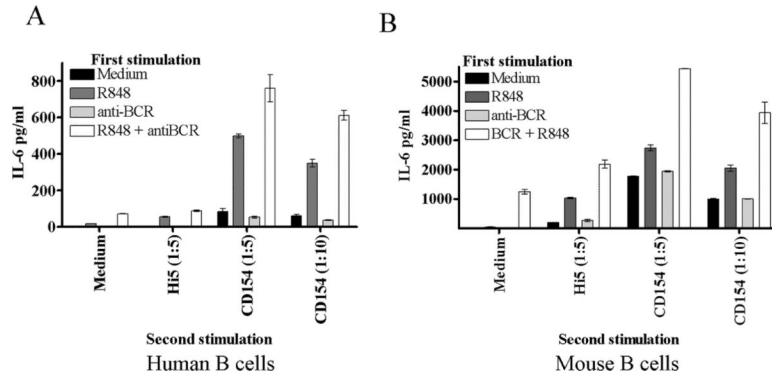 A
First stimulation
Medium
R848
anti-BCR
R848 + antiBCR
IL-6 pg/ml
800
600
400
200
0
Medium
Hi5 (1:5)
CD154 (1:5)
CD154 (1:10)
Second stimulation
Human B cells
B
First stimulation
Medium
R848
anti-BCR
BCR + R848
IL-6 pg/ml
5000
4000
3000
2000
1000
Medium
Hi5 (1:5)
CD154 (1:5)
CD154 (1:10)
Second stimulation
Mouse B cells